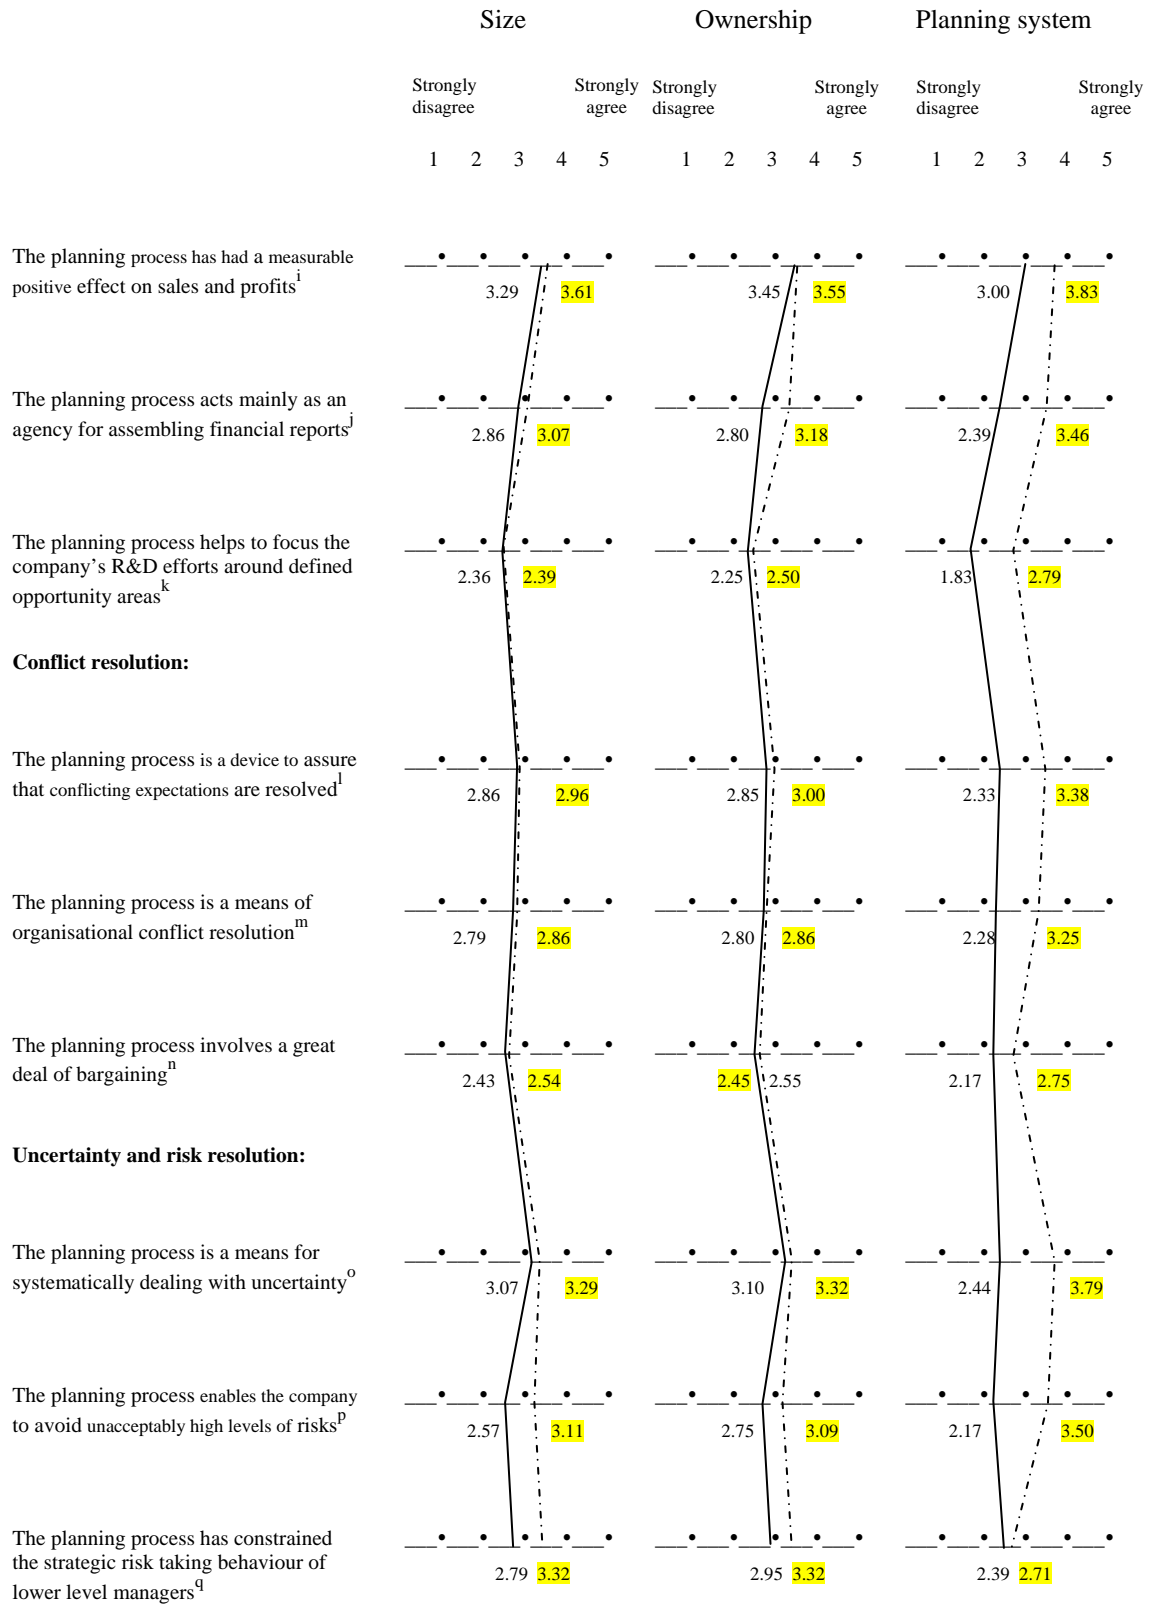 Size Ownership Planning system
Strongly disagree Strongly agree Strongly disagree Strongly agree Strongly disagree Strongly agree
1 2 3 4 5 1 2 3 4 5 1 2 3 4 5
The planning process has had a measurable
positive effect on sales and profits^i
3.29 3.61 3.45 3.55 3.00 3.83
The planning process acts mainly as an
agency for assembling financial reports^j
2.86 3.07 2.80 3.18 2.39 3.46
The planning process helps to focus the
company’s R&D efforts around defined
opportunity areas^k
2.36 2.39 2.25 2.50 1.83 2.79
Conflict resolution:
The planning process is a device to assure
that conflicting expectations are resolved^l
2.86 2.96 2.85 3.00 2.33 3.38
The planning process is a means of
organisational conflict resolution^m
2.79 2.86 2.80 2.86 2.28 3.25
The planning process involves a great
deal of bargaining^n
2.43 2.54 2.45 2.55 2.17 2.75
Uncertainty and risk resolution:
The planning process is a means for
systematically dealing with uncertainty^o
3.07 3.29 3.10 3.32 2.44 3.79
The planning process enables the company
to avoid unacceptably high levels of risks^p
2.57 3.11 2.75 3.09 2.17 3.50
The planning process has constrained
the strategic risk taking behaviour of
lower level managers^q
2.79 3.32 2.95 3.32 2.39 2.71